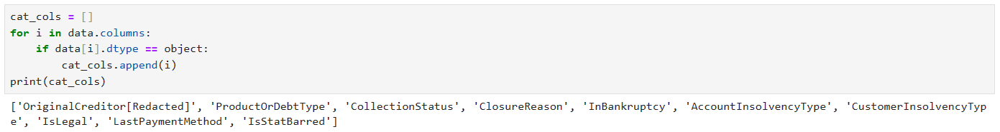 cat_cols = []
for i in data.columns:
    if data[i].dtype == object:
        cat_cols.append(i)
print(cat_cols)
['OriginalCreditor[Redacted]', 'ProductOrDebtType', 'CollectionStatus', 'ClosureReason', 'InBankruptcy', 'AccountInsolvencyType', 'CustomerInsolvencyTyp
e', 'IsLegal', 'LastPaymentMethod', 'IsStatBarred']